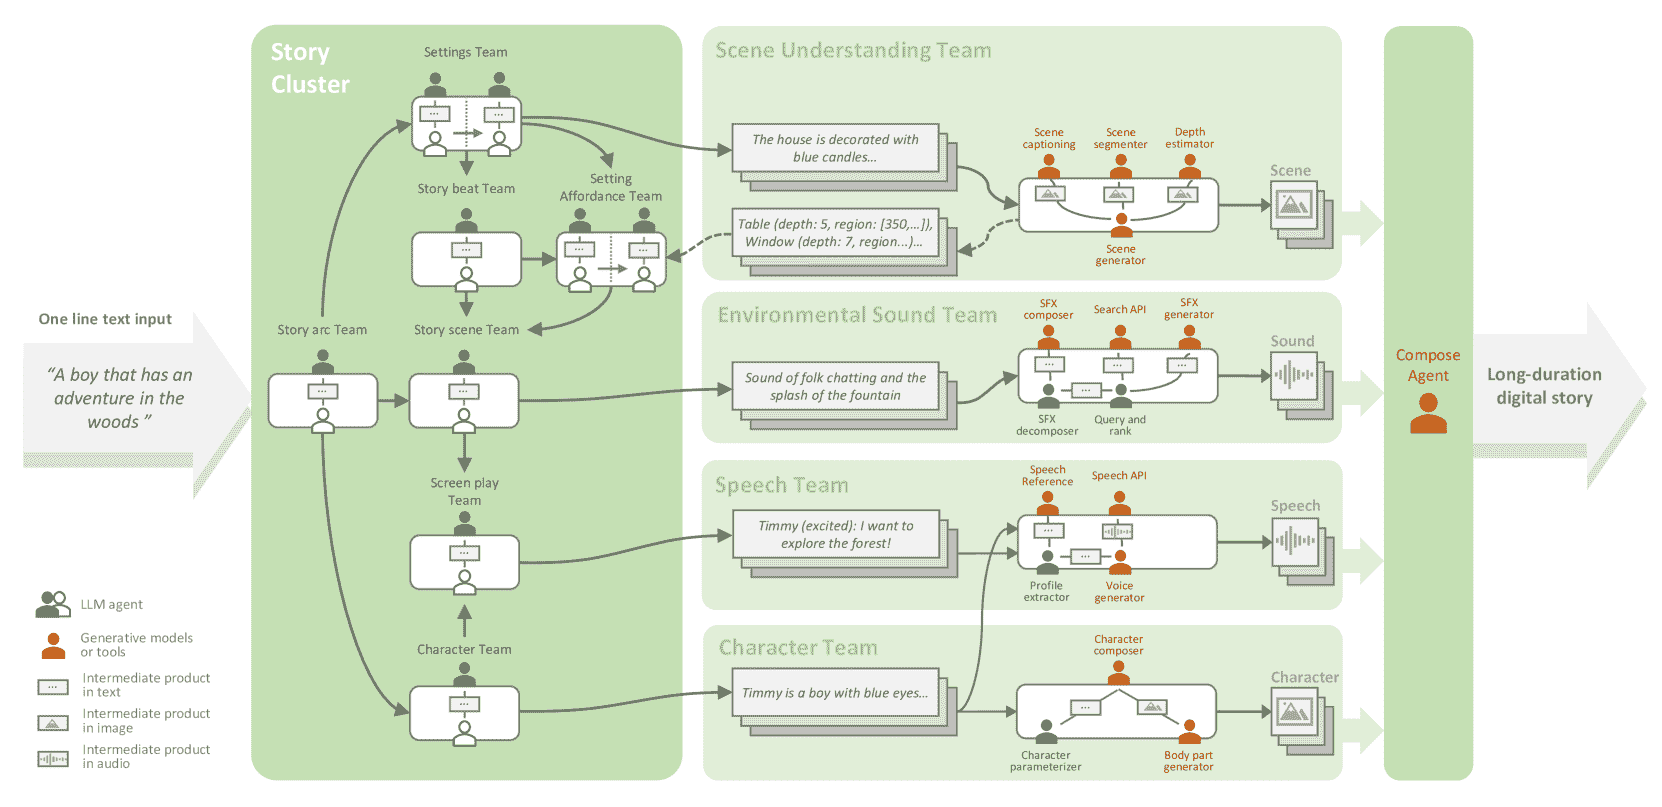 One line text input
“A boy that has an
adventure in the
woods ”
Story
Cluster
Settings Team
...
...
Story beat Team
Setting
Affordance Team
...
...
...
Story arc Team
Story scene Team
...
...
Screen play
Team
...
Character Team
...
LLM agent
Generative models
or tools
...
Intermediate product
in text
Intermediate product
in image
Intermediate product
in audio
Scene Understanding Team
The house is decorated with
blue candles...
Table (depth: 5, region: [350,...]),
Window (depth: 7, region...)...
Scene
captioning
Scene
segmenter
Depth
estimator
Scene
generator
Scene
Environmental Sound Team
Sound of folk chatting and the
splash of the fountain
SFX
composer
Search API
SFX
generator
...
...
...
...
SFX
decomposer
Query and
rank
Sound
Speech Team
Timmy (excited): I want to
explore the forest!
Speech
Reference
Speech API
...
...
Profile
extractor
Voice
generator
Speech
Character Team
Timmy is a boy with blue eyes...
Character
composer
...
Character
parameterizer
Body part
generator
Character
Compose
Agent
Long-duration
digital story